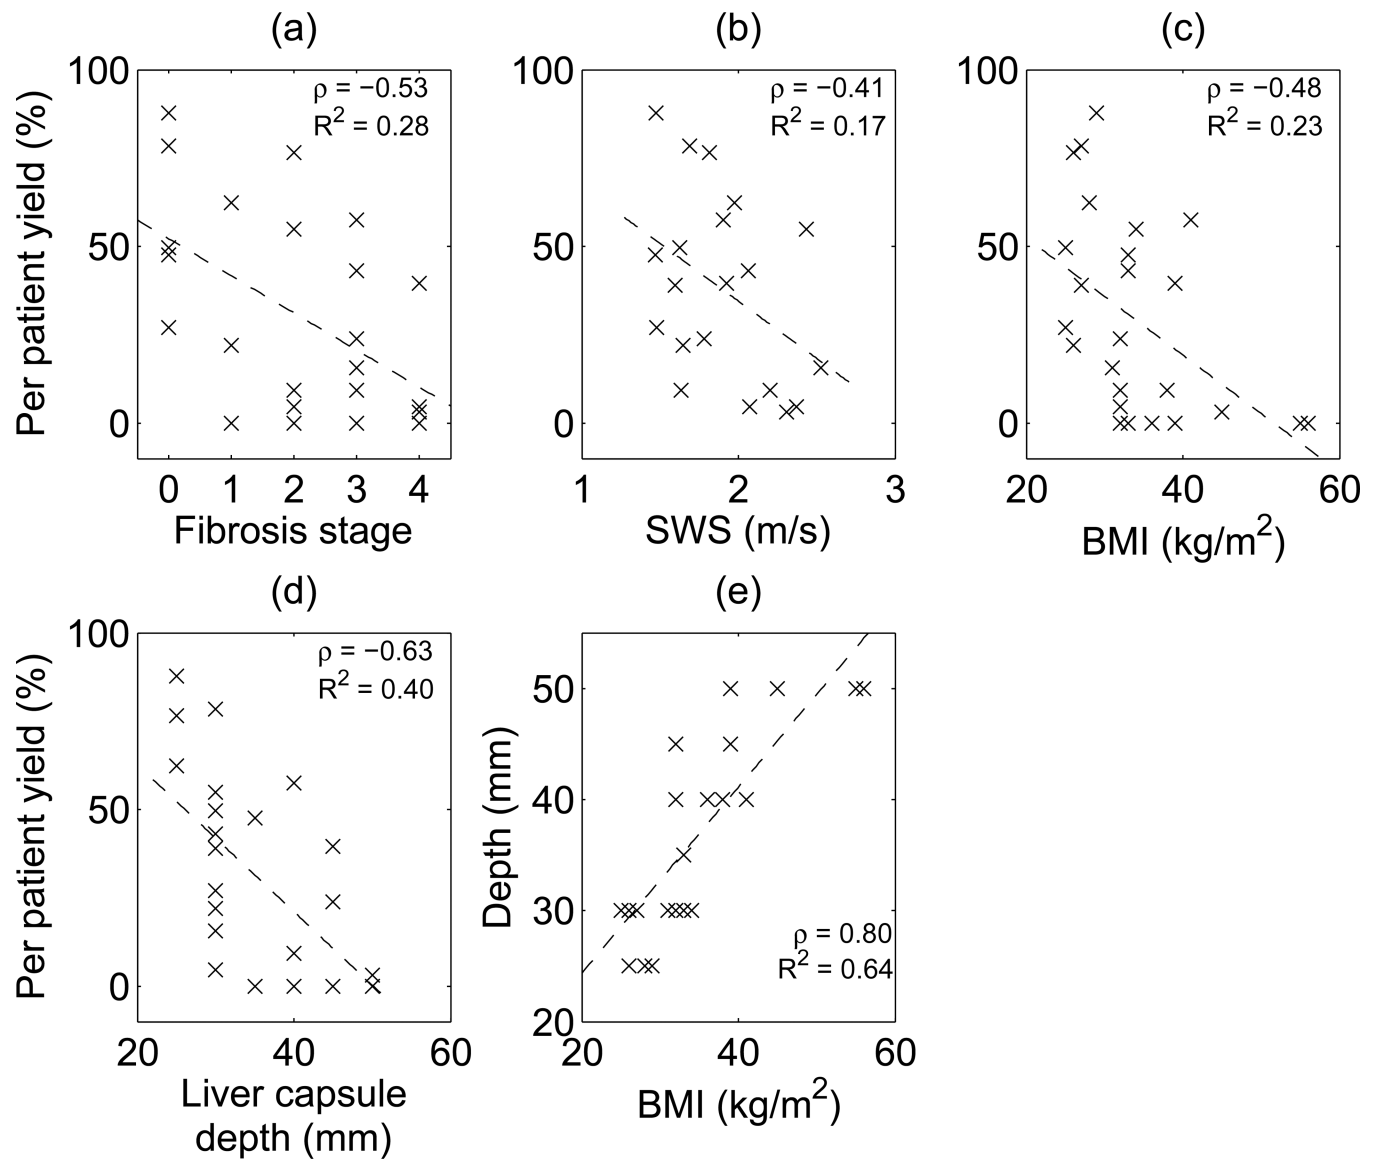 (a)
ρ = −0.53
R² = 0.28
Per patient yield (%)
100
50
0
0 1 2 3 4
Fibrosis stage
(b)
ρ = −0.41
R² = 0.17
100
50
0
1 2 3
SWS (m/s)
(c)
ρ = −0.48
R² = 0.23
100
50
0
20 40 60
BMI (kg/m²)
(d)
ρ = −0.63
R² = 0.40
Per patient yield (%)
100
50
0
20 40 60
Liver capsule
depth (mm)
(e)
Depth (mm)
50
40
30
20
ρ = 0.80
R² = 0.64
20 40 60
BMI (kg/m²)